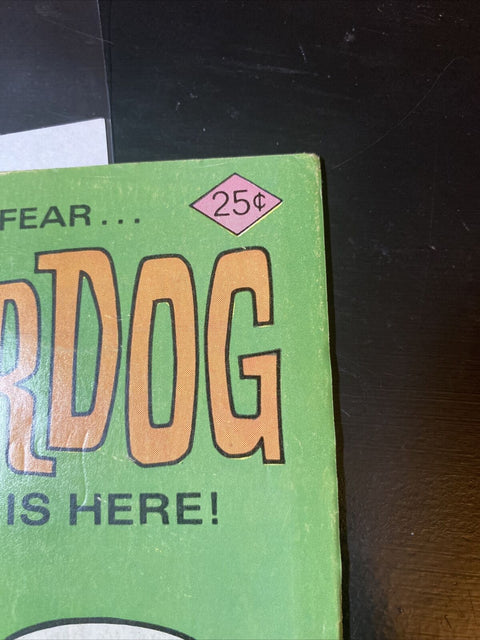 25¢
FEAR...
RDOG
IS HERE!